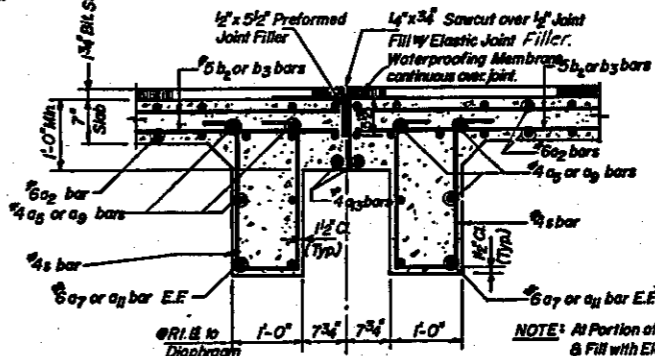 ½" x 5½" Preformed
Joint Filler
¼" x ¾" Sawcut over ½" Joint
Fill W/ Elastic Joint Filler.
Waterproofing Membrane
continuous over joint.
#5 b2 or b3 bars
5 b2 or b3 bars
1¾" Bit. S
1'-0" Min.
7"
Slab
#6 a2 bar
#4 a5 or a9 bars
#4 s bar
#6 a7 or a11 bar E.F.
4 a13 bars
1½" Cl.
(Typ.)
#6 a2 bars
#4 a5 or a9 bars
#4 s bar
1½" Cl.
(Typ.)
#6 a7 or a11 bar E.F.
@ Rt. ℄ to
Diaphragm
1'-0"
7¾"
7¾"
1'-0"
NOTE: At Portion of
& Fill with El